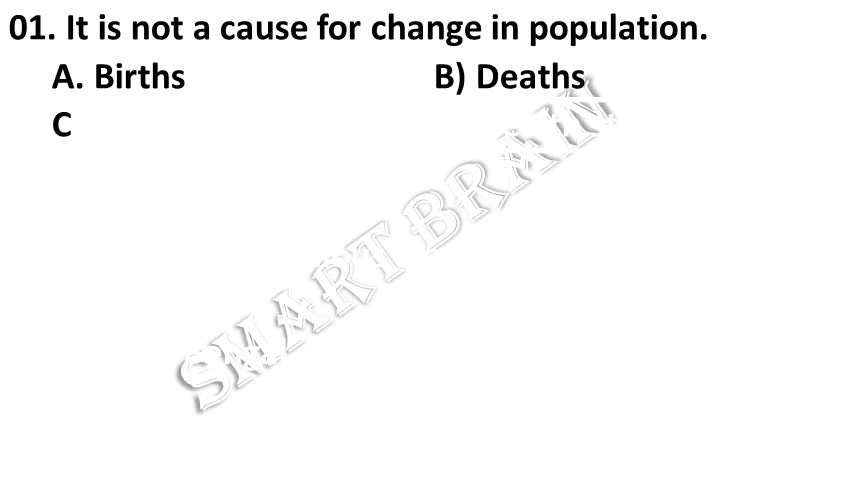 01. It is not a cause for change in population.
A. Births B) Deaths
C
SMART BRAIN